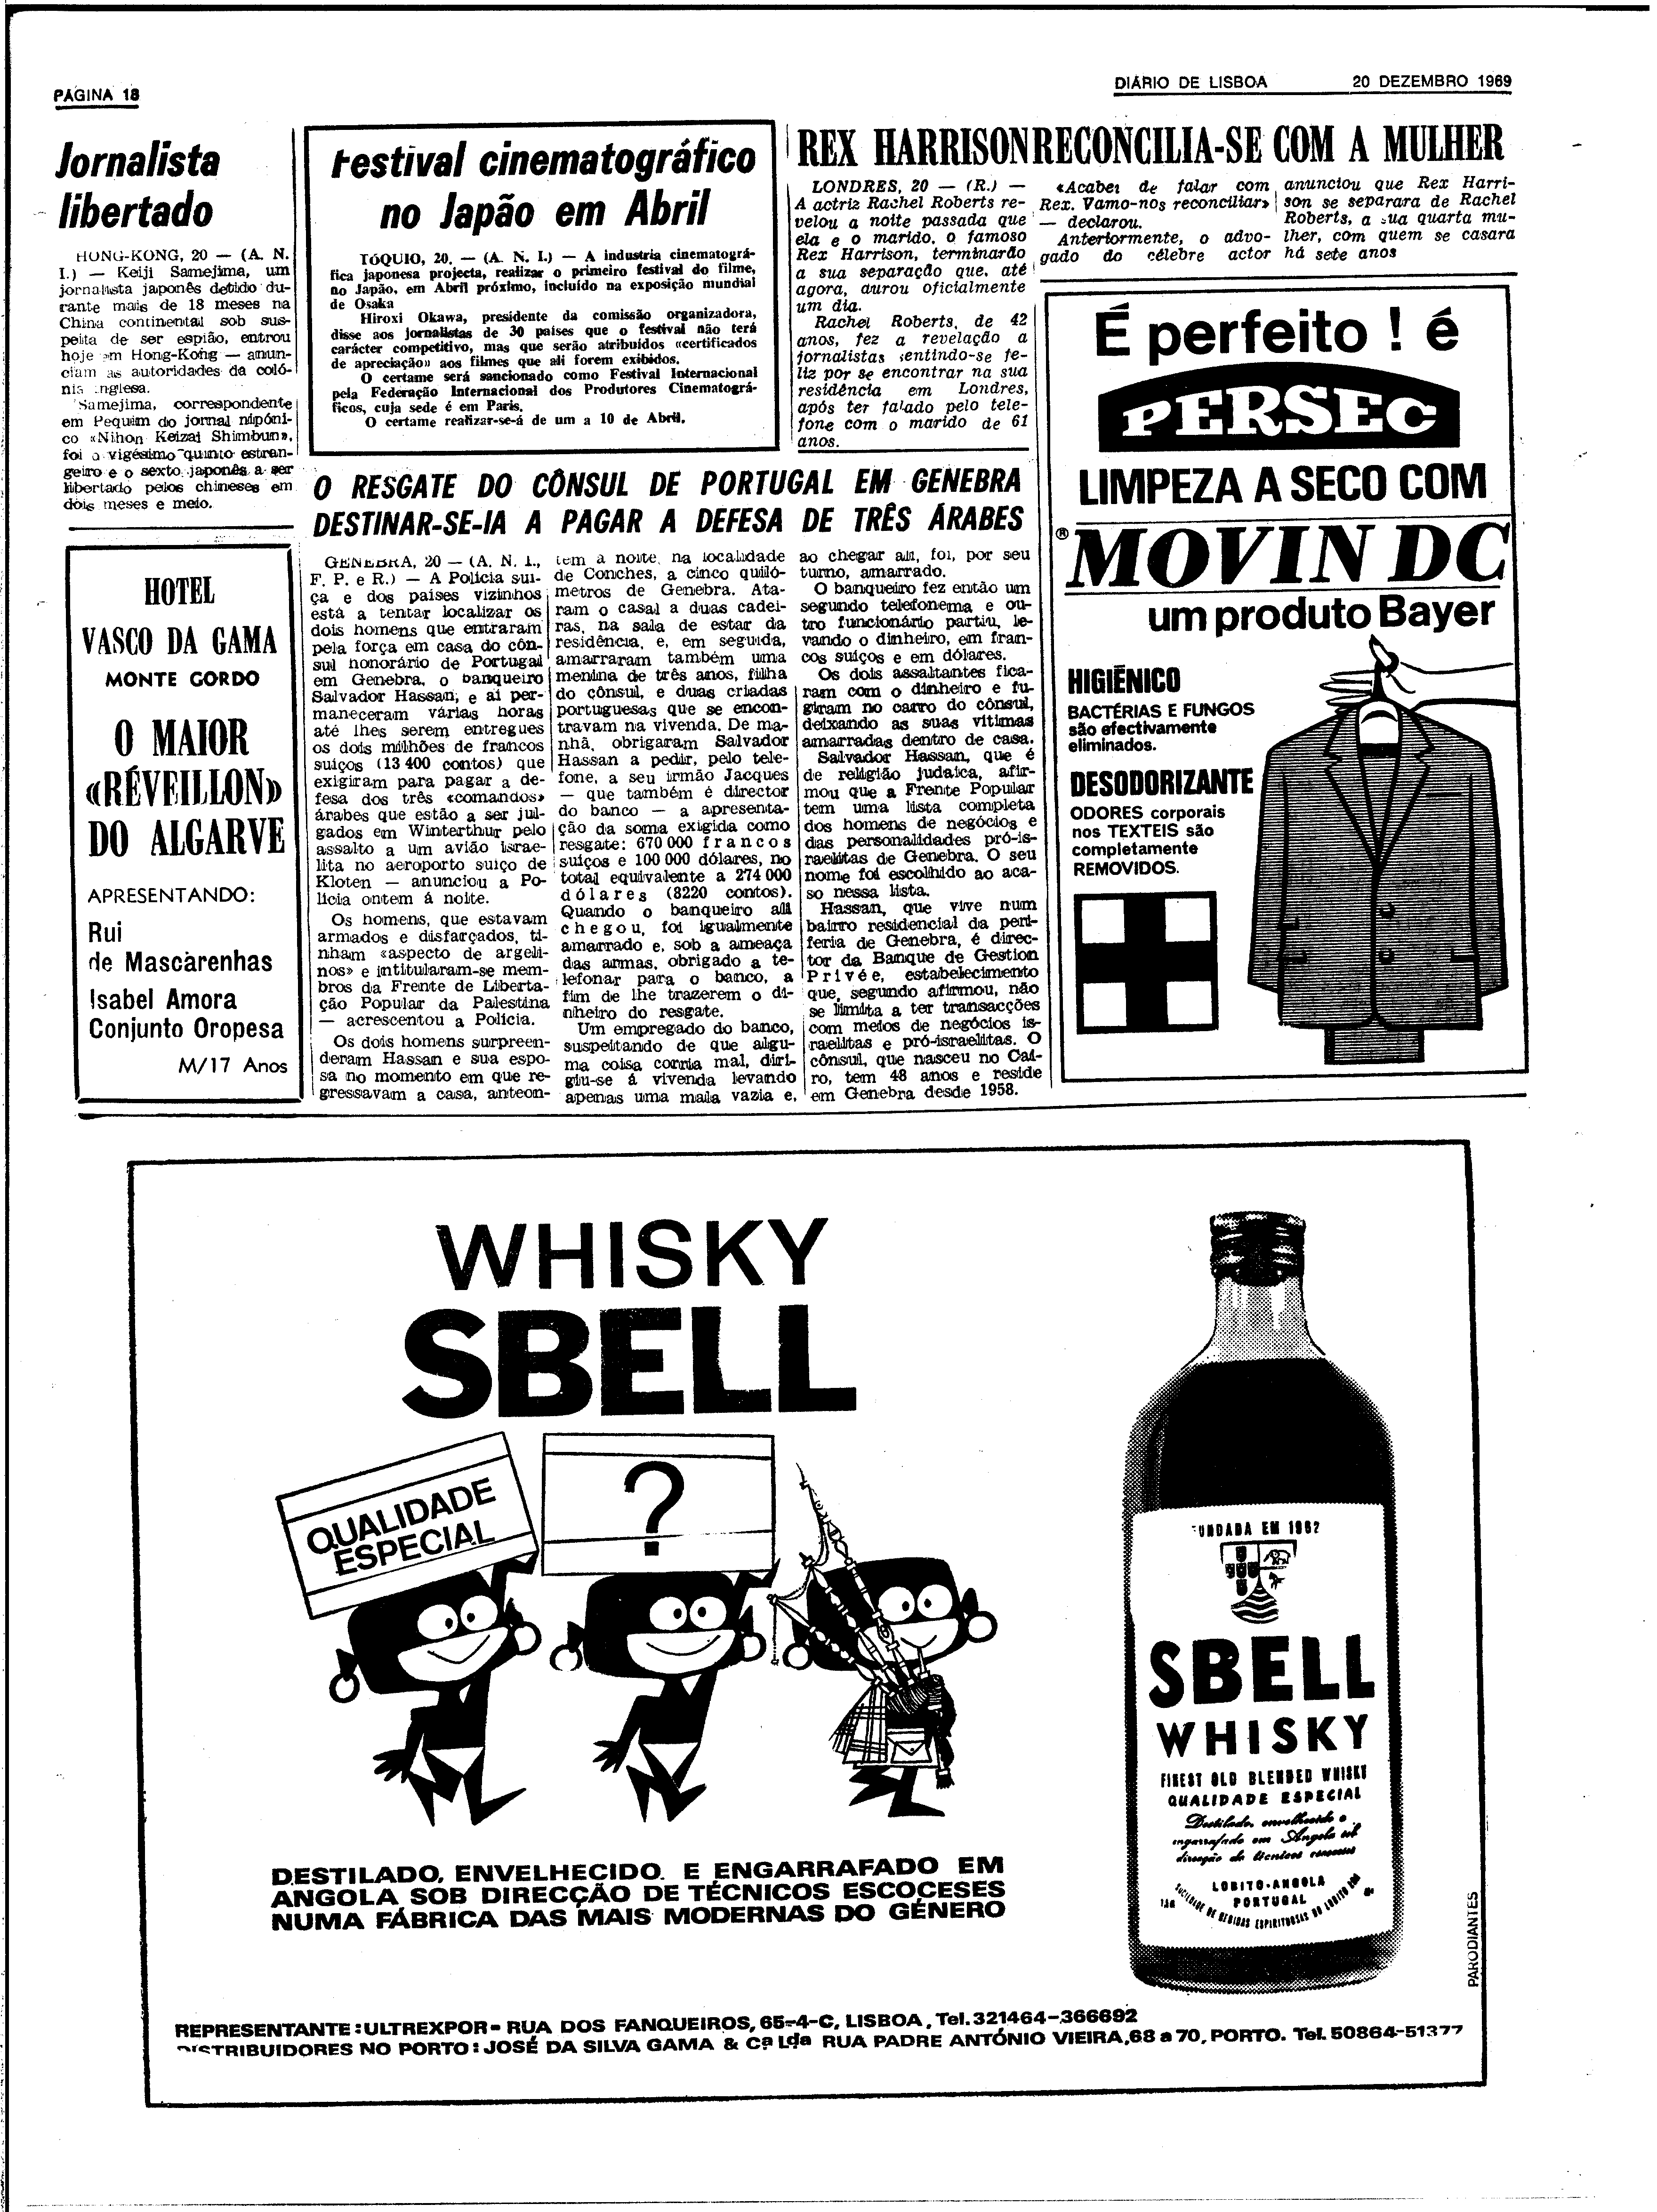 PÁGINA 18
DIÁRIO DE LISBOA 20 DEZEMBRO 1969
Jornalista
libertado
HONG-KONG, 20 — (A. N.
I.) — Keiji Samejima, um
jornalista japonês detido du-
rante mais de 18 meses na
China continental sob sus-
peita de ser espião, entrou
hoje em Hong-Kong — anun-
ciam as autoridades da coló-
nia inglesa.
Samejima, correspondente
em Pequim do jornal nipóni-
co «Nihon Keizai Shimbun»,
foi o vigésimo quinto estran-
geiro e o sexto japonês a ser
libertado pelos chineses em
dois meses e meio.
Festival cinematográfico
no Japão em Abril
TÓQUIO, 20. — (A. N. I.) — A industria cinematográ-
fica japonesa projecta, realizar o primeiro festival do filme,
no Japão, em Abril próximo, incluído na exposição mundial
de Osaka
Hiroxi Okawa, presidente da comissão organizadora,
disse aos jornalistas de 30 países que o festival não terá
carácter competitivo, mas que serão atribuídos «certificados
de apreciação» aos filmes que ali forem exibidos.
O certame será sancionado como Festival Internacional
pela Federação Internacional dos Produtores Cinematográ-
ficos, cuja sede é em Paris.
O certame realizar-se-á de um a 10 de Abril.
REX HARRISON RECONCILIA-SE COM A MULHER
LONDRES, 20 — (R.) —
A actriz Rachel Roberts re-
velou a noite passada que
ela e o marido, o famoso
Rex Harrison, terminarão
a sua separação que, até
agora, durou oficialmente
um dia.
Rachel Roberts, de 42
anos, fez a revelação a
jornalistas sentindo-se fe-
liz por se encontrar na sua
residência em Londres,
após ter falado pelo tele-
fone com o marido de 61
anos.
«Acabei de falar com
Rex. Vamo-nos reconciliar»
— declarou.
Anteriormente, o advo-
gado do célebre actor
anunciou que Rex Harri-
son se separara de Rachel
Roberts, a sua quarta mu-
lher, com quem se casara
há sete anos
O RESGATE DO CÔNSUL DE PORTUGAL EM GENEBRA
DESTINAR-SE-IA A PAGAR A DEFESA DE TRÊS ÁRABES
GENEBRA, 20 — (A. N. I.,
F. P. e R.) — A Polícia sui-
ça e dos países vizinhos
está a tentar localizar os
dois homens que entraram
pela força em casa do côn-
sul honorário de Portugal
em Genebra, o banqueiro
Salvador Hassan, e aí per-
maneceram várias horas
até lhes serem entregues
os dois milhões de francos
suiços (13 400 contos) que
exigiram para pagar a de-
fesa dos três «comandos»
árabes que estão a ser jul-
gados em Winterthur pelo
assalto a um avião israe-
lita no aeroporto suiço de
Kloten — anunciou a Po-
lícia ontem á noite.
Os homens, que estavam
armados e disfarçados, ti-
nham «aspecto de argeli-
nos» e intitularam-se mem-
bros da Frente de Liberta-
ção Popular da Palestina
— acrescentou a Polícia.
Os dois homens surpreen-
deram Hassan e sua espo-
sa no momento em que re-
gressavam a casa, anteon-
tem á noite, na localidade
de Conches, a cinco quiló-
metros de Genebra. Ata-
ram o casal a duas cadei-
ras, na sala de estar da
residência, e, em seguida,
amarraram também uma
menina de três anos, filha
do cônsul, e duas criadas
portuguesas que se encon-
travam na vivenda. De ma-
nhã, obrigaram Salvador
Hassan a pedir, pelo tele-
fone, a seu irmão Jacques
— que também é director
do banco — a apresenta-
ção da soma exigida como
resgate: 670 000 francos
suiços e 100 000 dólares, no
total equivalente a 274 000
dólares (8220 contos).
Quando o banqueiro ali
chegou, foi igualmente
amarrado e, sob a ameaça
das armas, obrigado a te-
lefonar para o banco, a
fim de lhe trazerem o di-
nheiro do resgate.
Um empregado do banco,
suspeitando de que algu-
ma coisa corria mal, diri-
giu-se á vivenda levando
apenas uma mala vazia e,
ao chegar ali, foi, por seu
turno, amarrado.
O banqueiro fez então um
segundo telefonema e ou-
tro funcionário partiu, le-
vando o dinheiro, em fran-
cos suiços e em dólares.
Os dois assaltantes fica-
ram com o dinheiro e fu-
giram no carro do cônsul,
deixando as suas vítimas
amarradas dentro de casa.
Salvador Hassan, que é
de religião judaica, afir-
mou que a Frente Popular
tem uma lista completa
dos homens de negócios e
das personalidades pró-is-
raelitas de Genebra. O seu
nome foi escolhido ao aca-
so nessa lista.
Hassan, que vive num
bairro residencial da peri-
feria de Genebra, é direc-
tor da Banque de Gestion
Privée, estabelecimento
que, segundo afirmou, não
se limita a ter transacções
com meios de negócios is-
raelitas e pró-israelitas. O
cônsul, que nasceu no Cai-
ro, tem 48 anos e reside
em Genebra desde 1958.
HOTEL
VASCO DA GAMA
MONTE GORDO
O MAIOR
«RÉVEILLON»
DO ALGARVE
APRESENTANDO:
Rui
de Mascarenhas
Isabel Amora
Conjunto Oropesa
M/17 Anos
É perfeito ! é
PERSEC
LIMPEZA A SECO COM
® MOVIN DC
um produto Bayer
HIGIÉNICO
BACTÉRIAS E FUNGOS
são efectivamente
eliminados.
DESODORIZANTE
ODORES corporais
nos TEXTEIS são
completamente
REMOVIDOS.
WHISKY
SBELL
QUALIDADE
ESPECIAL
?
DESTILADO, ENVELHECIDO E ENGARRAFADO EM
ANGOLA SOB DIRECÇÃO DE TÉCNICOS ESCOCESES
NUMA FÁBRICA DAS MAIS MODERNAS DO GÉNERO
FUNDADA EM 1962
SBELL
WHISKY
FINEST OLD BLENDED WHISKY
QUALIDADE ESPECIAL
Destilado, envelhecido e
engarrafado em Angola sob
direcção de técnicos escoceses
LOBITO-ANGOLA
PORTUGAL
SOCIEDADE DE BEBIDAS ESPIRITUOSAS DO LOBITO
PARODIANTES
REPRESENTANTE : ULTREXPOR - RUA DOS FANQUEIROS, 65-4-C, LISBOA, Tel. 321464-366692
DISTRIBUIDORES NO PORTO : JOSÉ DA SILVA GAMA & Cª Lda RUA PADRE ANTÓNIO VIEIRA, 68 a 70, PORTO. Tel. 50864-51377